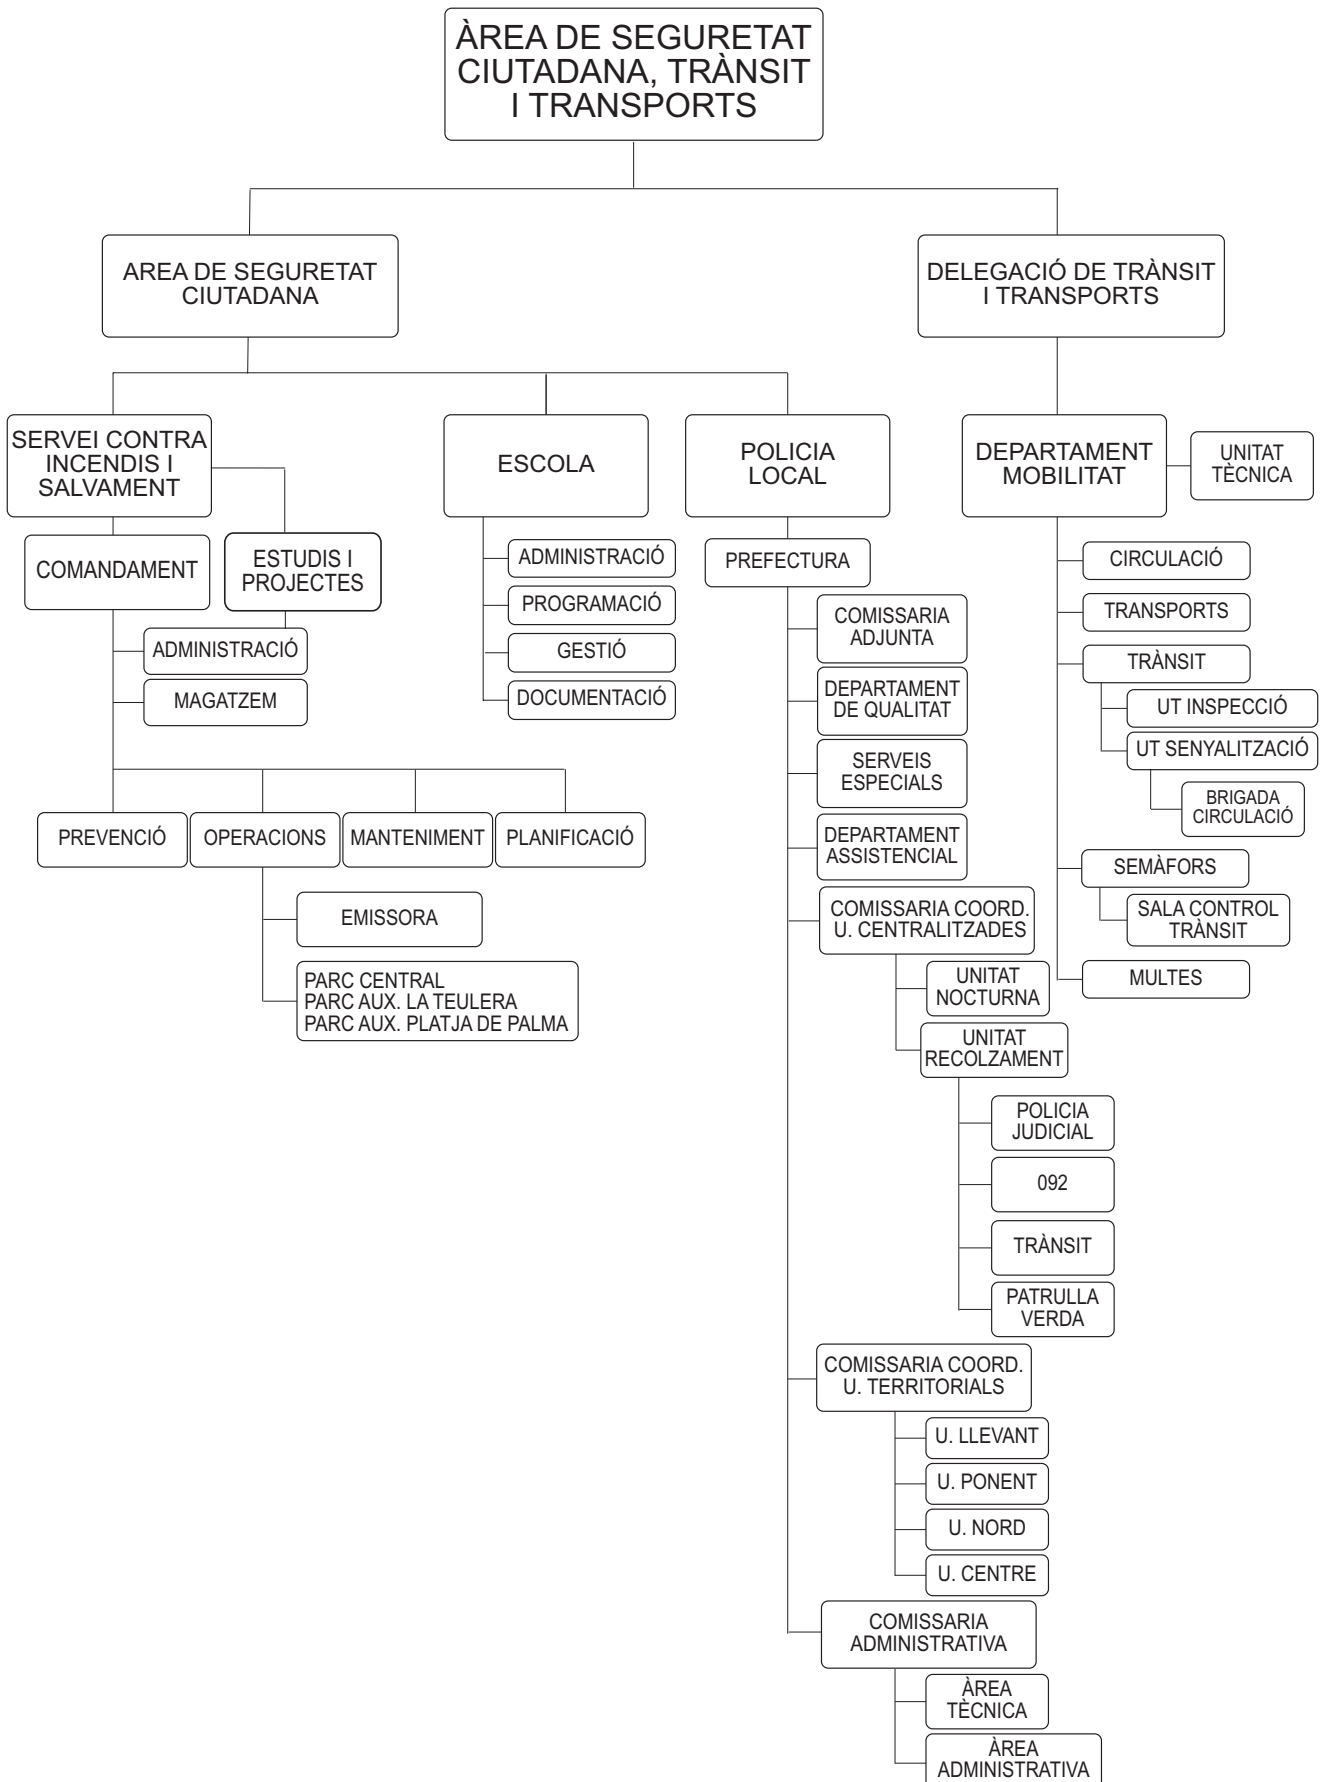 ÀREA DE SEGURETAT
CIUTADANA, TRÀNSIT
I TRANSPORTS
AREA DE SEGURETAT
CIUTADANA
DELEGACIÓ DE TRÀNSIT
I TRANSPORTS
SERVEI CONTRA
INCENDIS I
SALVAMENT
COMANDAMENT
ESTUDIS I
PROJECTES
ADMINISTRACIÓ
MAGATZEM
PREVENCIÓ
OPERACIONS
MANTENIMENT
PLANIFICACIÓ
EMISSORA
PARC CENTRAL
PARC AUX. LA TEULERA
PARC AUX. PLATJA DE PALMA
ESCOLA
ADMINISTRACIÓ
PROGRAMACIÓ
GESTIÓ
DOCUMENTACIÓ
POLICIA
LOCAL
PREFECTURA
COMISSARIA
ADJUNTA
DEPARTAMENT
DE QUALITAT
SERVEIS
ESPECIALS
DEPARTAMENT
ASSISTENCIAL
COMISSARIA COORD.
U. CENTRALITZADES
UNITAT
NOCTURNA
UNITAT
RECOLZAMENT
POLICIA
JUDICIAL
092
TRÀNSIT
PATRULLA
VERDA
COMISSARIA COORD.
U. TERRITORIALS
U. LLEVANT
U. PONENT
U. NORD
U. CENTRE
COMISSARIA
ADMINISTRATIVA
ÀREA
TÈCNICA
ÀREA
ADMINISTRATIVA
DEPARTAMENT
MOBILITAT
UNITAT
TÈCNICA
CIRCULACIÓ
TRANSPORTS
TRÀNSIT
UT INSPECCIÓ
UT SENYALITZACIÓ
BRIGADA
CIRCULACIÓ
SEMÀFORS
SALA CONTROL
TRÀNSIT
MULTES